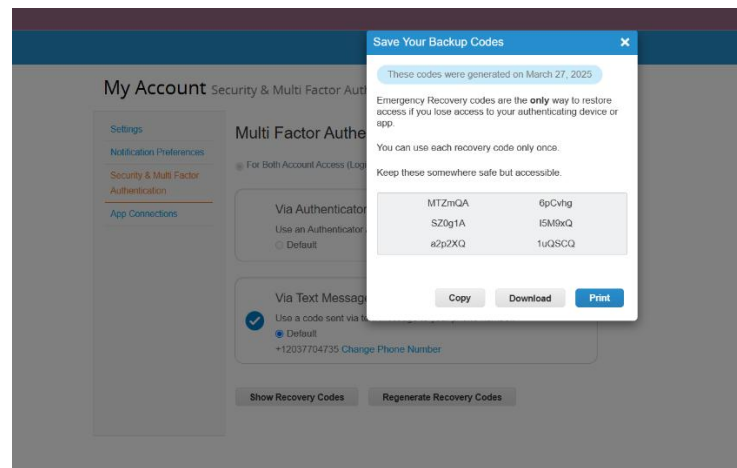 Save Your Backup Codes
These codes were generated on March 27, 2025
Emergency Recovery codes are the only way to restore
access if you lose access to your authenticating device or
app.
You can use each recovery code only once.
Keep these somewhere safe but accessible.
MTZmQA 6pCvhg
SZ0g1A I5M9xQ
a2p2XQ 1uQSCQ
Copy Download Print
My Account Security & Multi Factor
Settings
Notification Preferences
Security & Multi Factor
Authentication
App Connections
Multi Factor
For Both Account Access
Via Authenticator
Use an Authenticator
Default
Via Text
Use a code sent via
Default
+12037704735 Change Phone Number
Show Recovery Codes Regenerate Recovery Codes